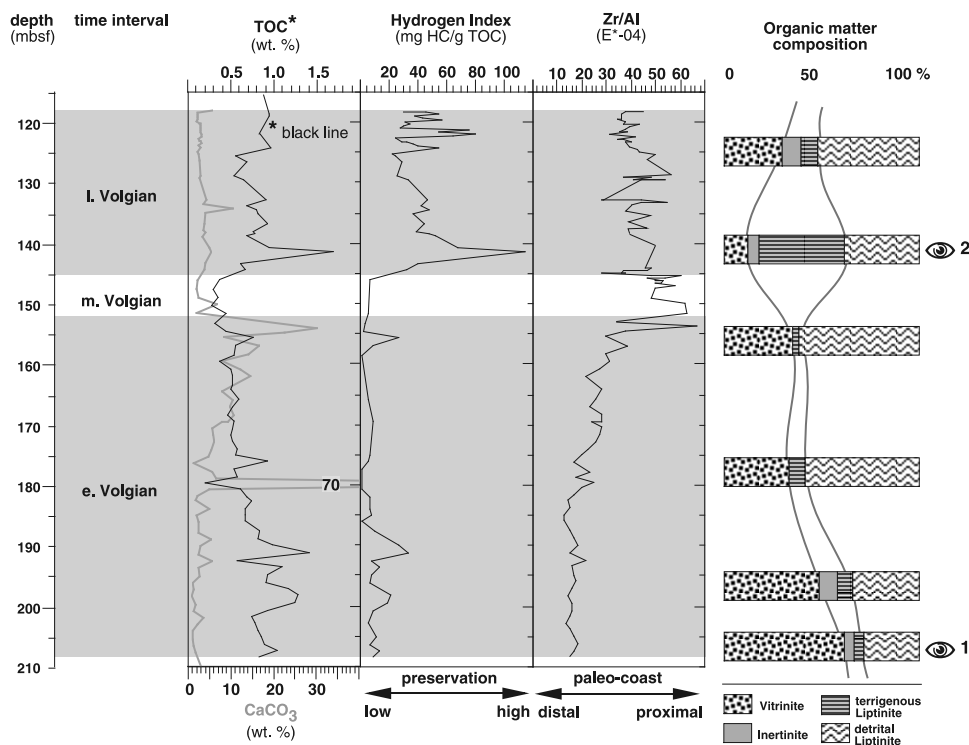 depth
(mbsf)
time interval
TOC*
(wt. %)
Hydrogen Index
(mg HC/g TOC)
Zr/Al
(E*-04)
Organic matter
composition
0.5 1.0 1.5
20 40 60 80 100
10 20 30 40 50 60
0 50 100 %
* black line
120
130
140
150
160
170
180
190
200
210
l. Volgian
m. Volgian
e. Volgian
70
2
1
0 10 20 30
CaCO3
(wt. %)
preservation
low high
paleo-coast
distal proximal
Vitrinite
Inertinite
terrigenous
Liptinite
detrital
Liptinite